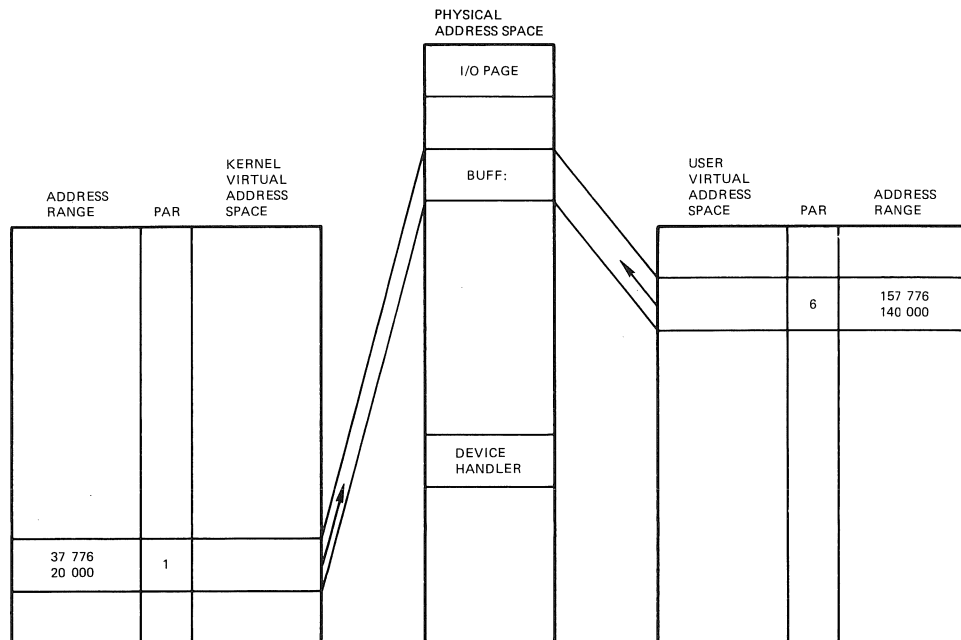 PHYSICAL
ADDRESS SPACE
I/O PAGE
BUFF:
DEVICE
HANDLER
ADDRESS
RANGE
PAR
KERNEL
VIRTUAL
ADDRESS
SPACE
37 776
20 000
1
USER
VIRTUAL
ADDRESS
SPACE
PAR
ADDRESS
RANGE
6
157 776
140 000